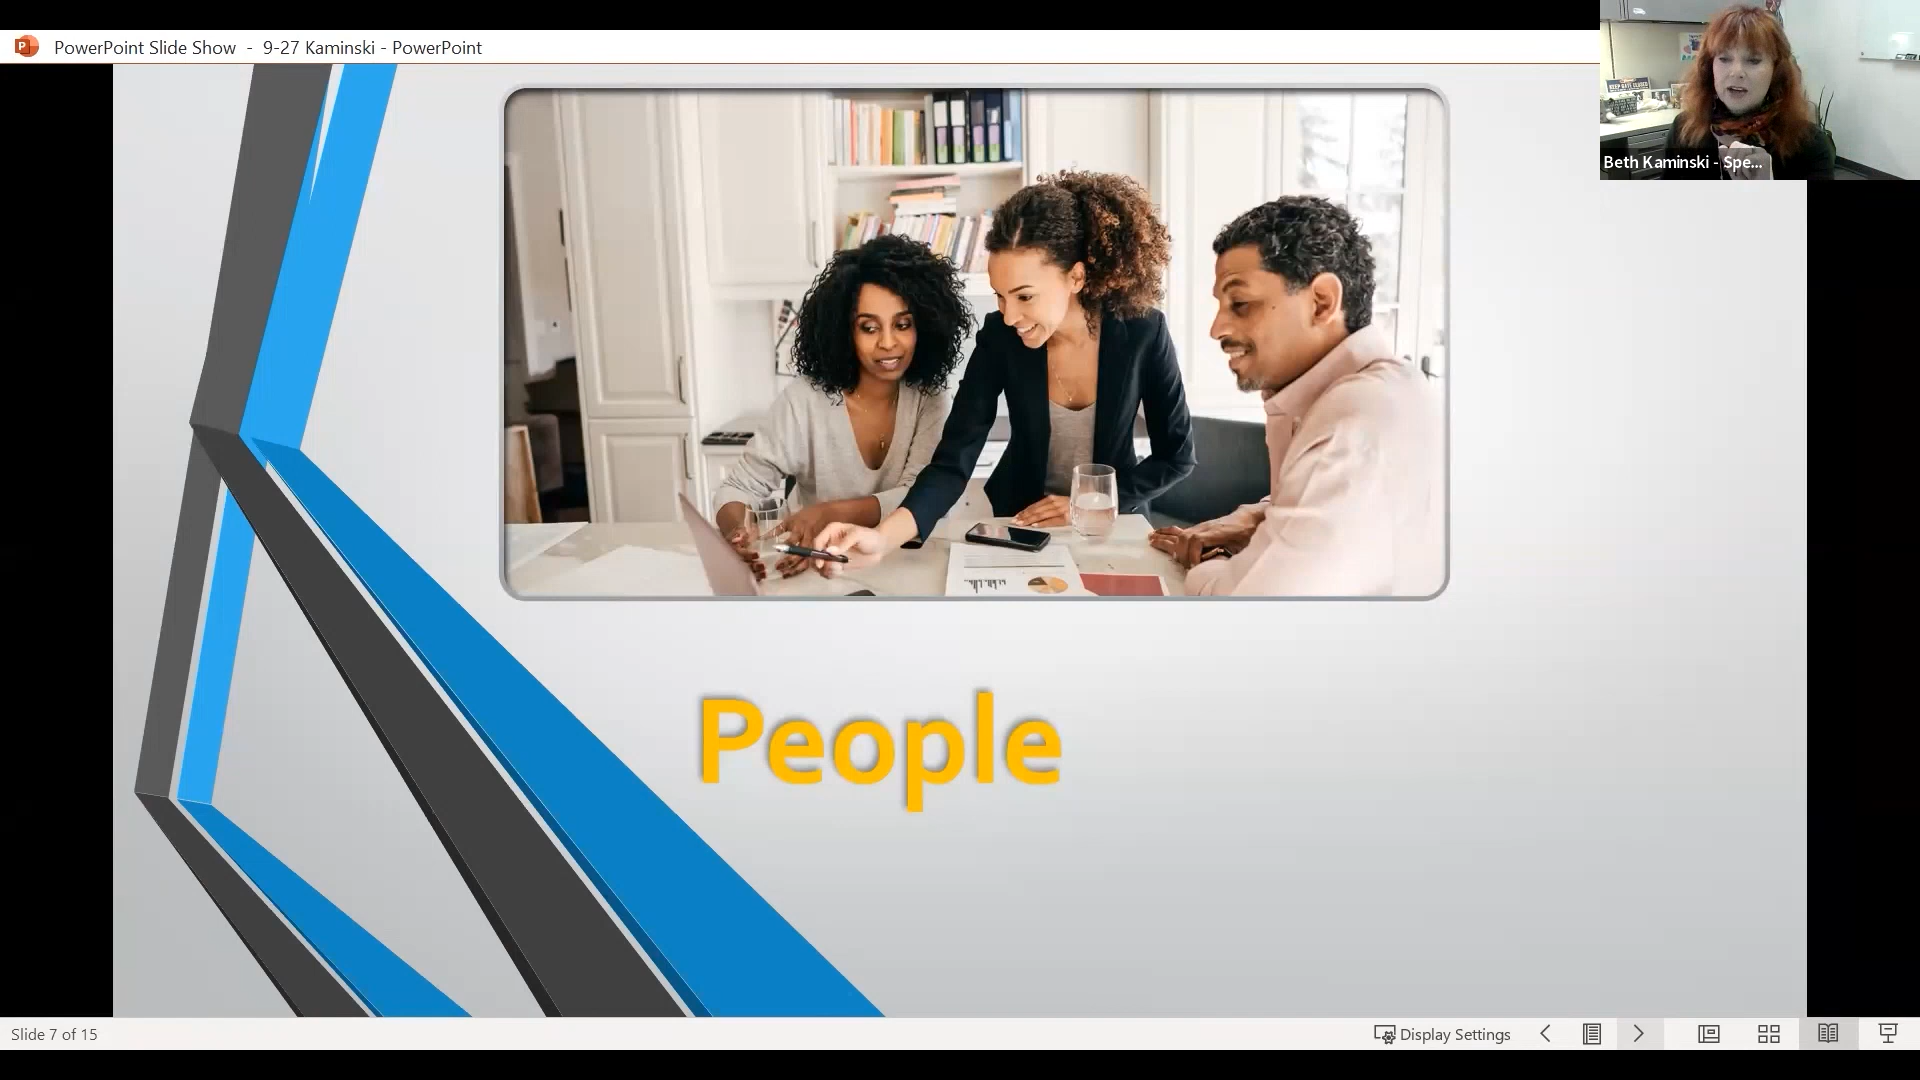 PowerPoint Slide Show - 9-27 Kaminski - PowerPoint
Beth Kaminski - Spe...
People
Slide 7 of 15
Display Settings